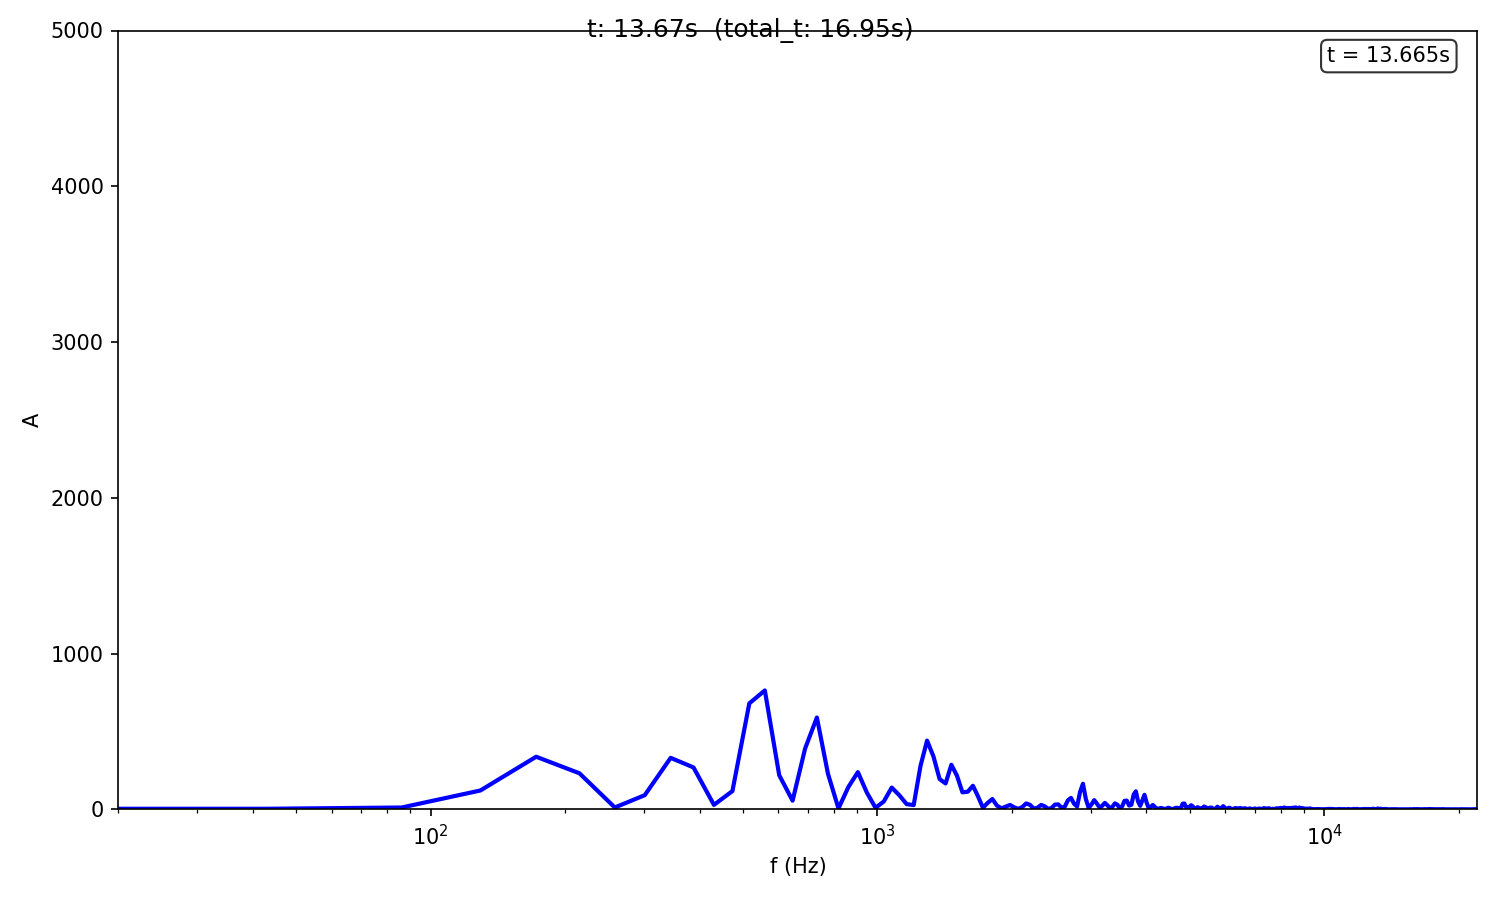 t: 13.67s  (total_t: 16.95s)
t = 13.665s
5000
4000
3000
2000
1000
0
A
10²
10³
10⁴
f (Hz)